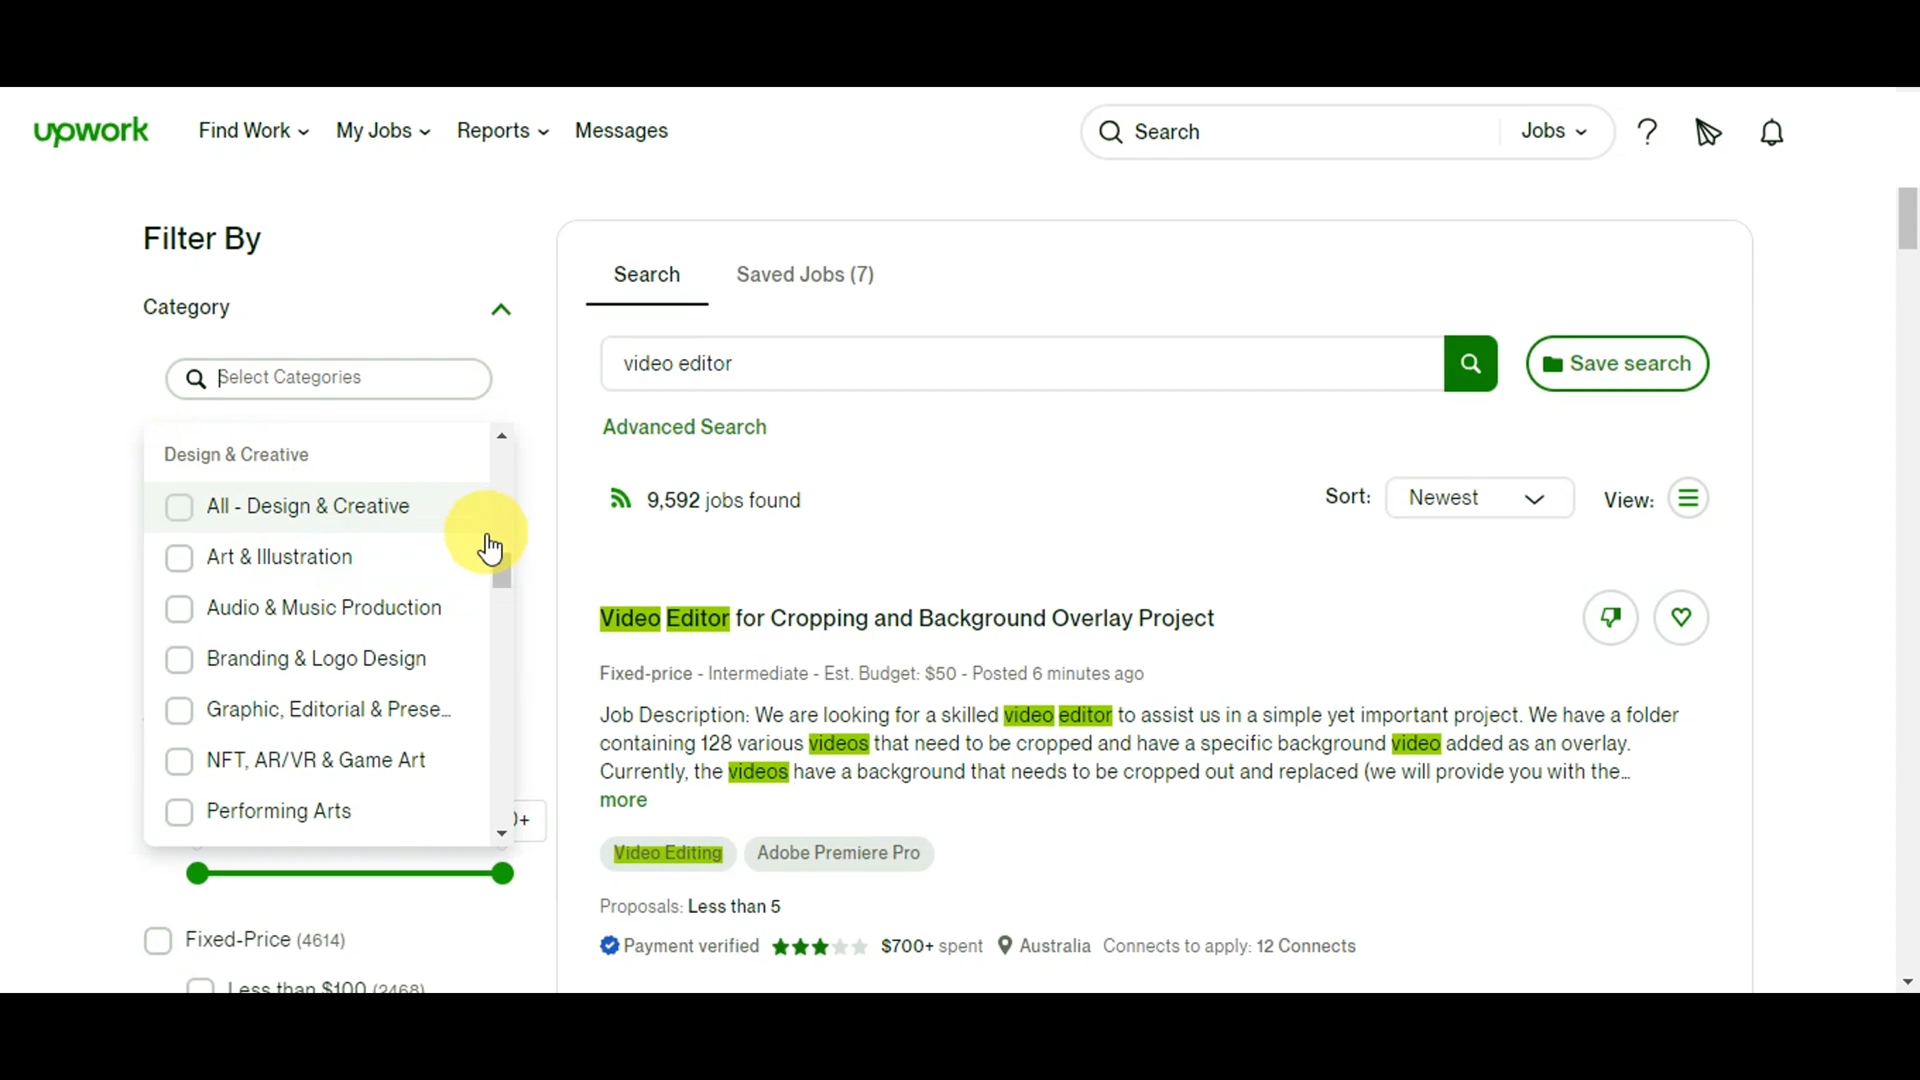 upwork
Find Work
My Jobs
Reports
Messages
Search
Jobs
Filter By
Category
Select Categories
Design & Creative
All - Design & Creative
Art & Illustration
Audio & Music Production
Branding & Logo Design
Graphic, Editorial & Prese...
NFT, AR/VR & Game Art
Performing Arts
Fixed-Price (4614)
Less than $100 (2468)
Search
Saved Jobs (7)
video editor
Save search
Advanced Search
9,592 jobs found
Sort:
Newest
View:
Video Editor for Cropping and Background Overlay Project
Fixed-price - Intermediate - Est. Budget: $50 - Posted 6 minutes ago
Job Description: We are looking for a skilled video editor to assist us in a simple yet important project. We have a folder
containing 128 various videos that need to be cropped and have a specific background video added as an overlay.
Currently, the videos have a background that needs to be cropped out and replaced (we will provide you with the...
more
Video Editing
Adobe Premiere Pro
Proposals: Less than 5
Payment verified
$700+ spent
Australia
Connects to apply: 12 Connects